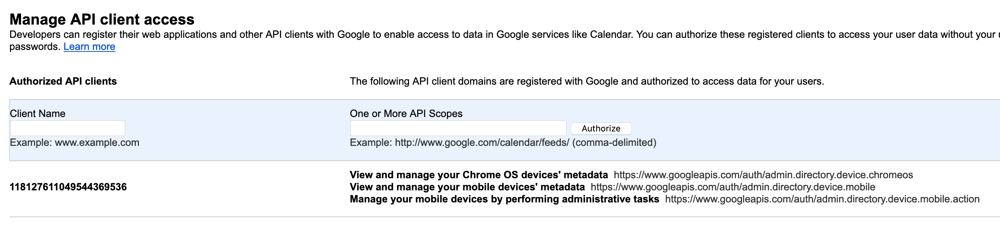 Manage API client access
Developers can register their web applications and other API clients with Google to enable access to data in Google services like Calendar. You can authorize these registered clients to access your user data without your
passwords. Learn more
Authorized API clients
The following API client domains are registered with Google and authorized to access data for your users.
Client Name
One or More API Scopes
Authorize
Example: www.example.com
Example: http://www.google.com/calendar/feeds/ (comma-delimited)
118127611049544369536
View and manage your Chrome OS devices' metadata https://www.googleapis.com/auth/admin.directory.device.chromeos
View and manage your mobile devices' metadata https://www.googleapis.com/auth/admin.directory.device.mobile
Manage your mobile devices by performing administrative tasks https://www.googleapis.com/auth/admin.directory.device.mobile.action